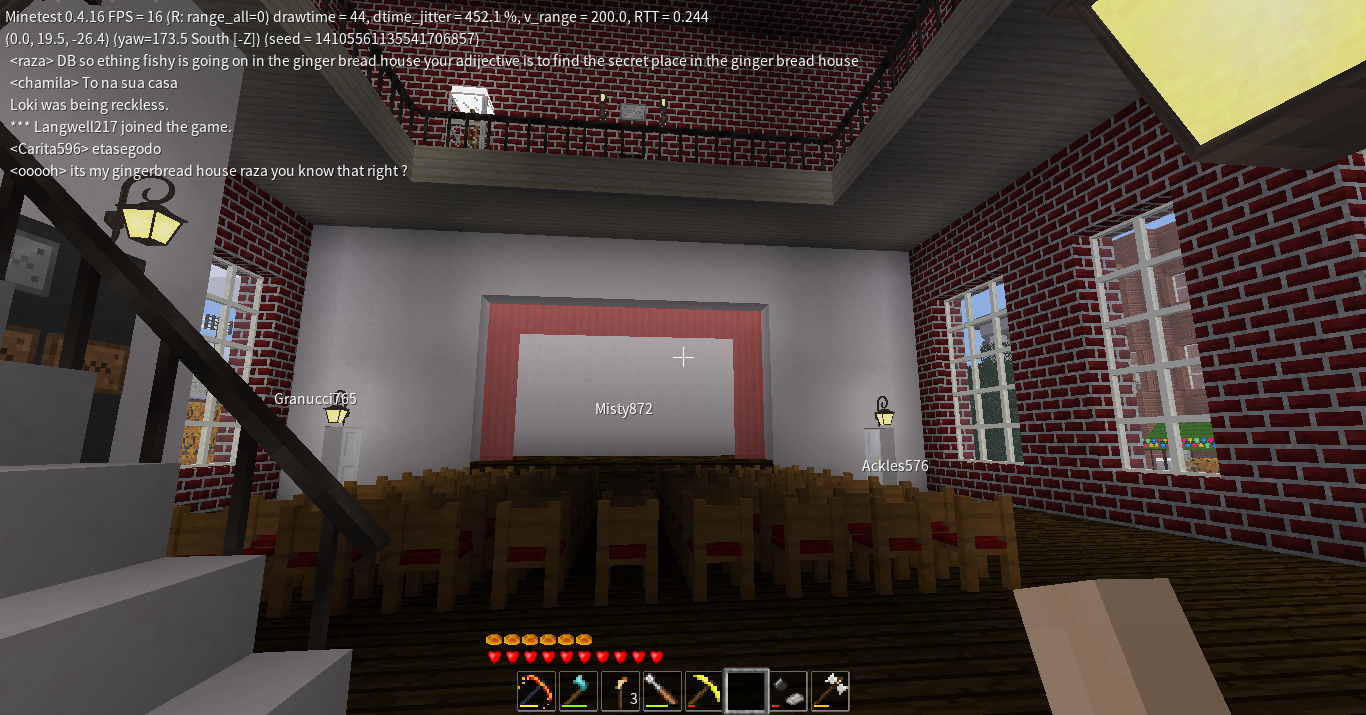 Minetest 0.4.16 FPS = 16 (R: range_all=0) drawtime = 44, dtime_jitter = 452.1 %, v_range = 200.0, RTT = 0.244
(0.0, 19.5, -26.4) (yaw=173.5 South [-Z]) (seed = 14105561135541706857)
<raza> DB so ething fishy is going on in the ginger bread house your adijective is to find the secret place in the ginger bread house
<chamila> To na sua casa
Loki was being reckless.
*** Langwell217 joined the game.
<Carita596> etasegodo
<ooooh> its my gingerbread house raza you know that right ?
Granucci765
Misty872
Ackles576
3